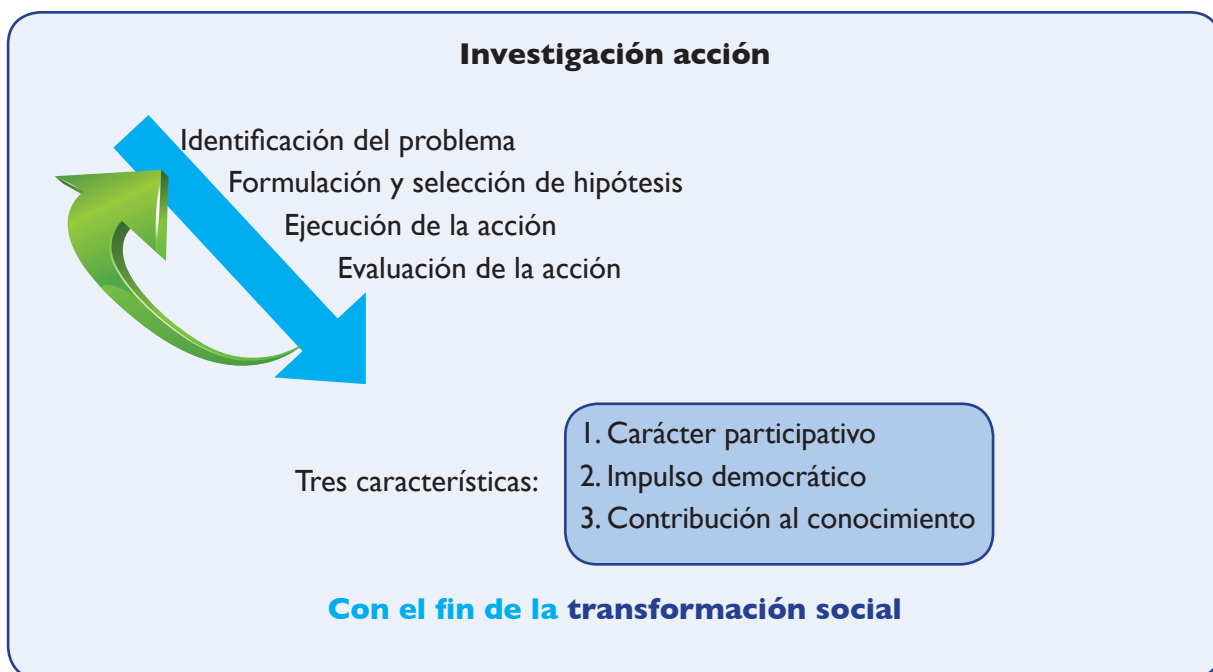 Investigación acción
Identificación del problema
Formulación y selección de hipótesis
Ejecución de la acción
Evaluación de la acción
Tres características:
1. Carácter participativo
2. Impulso democrático
3. Contribución al conocimiento
Con el fin de la transformación social